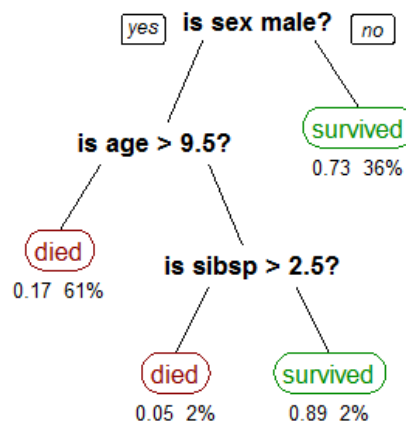 yes is sex male? no
survived
0.73 36%
is age > 9.5?
died
0.17 61%
is sibsp > 2.5?
died survived
0.05 2% 0.89 2%